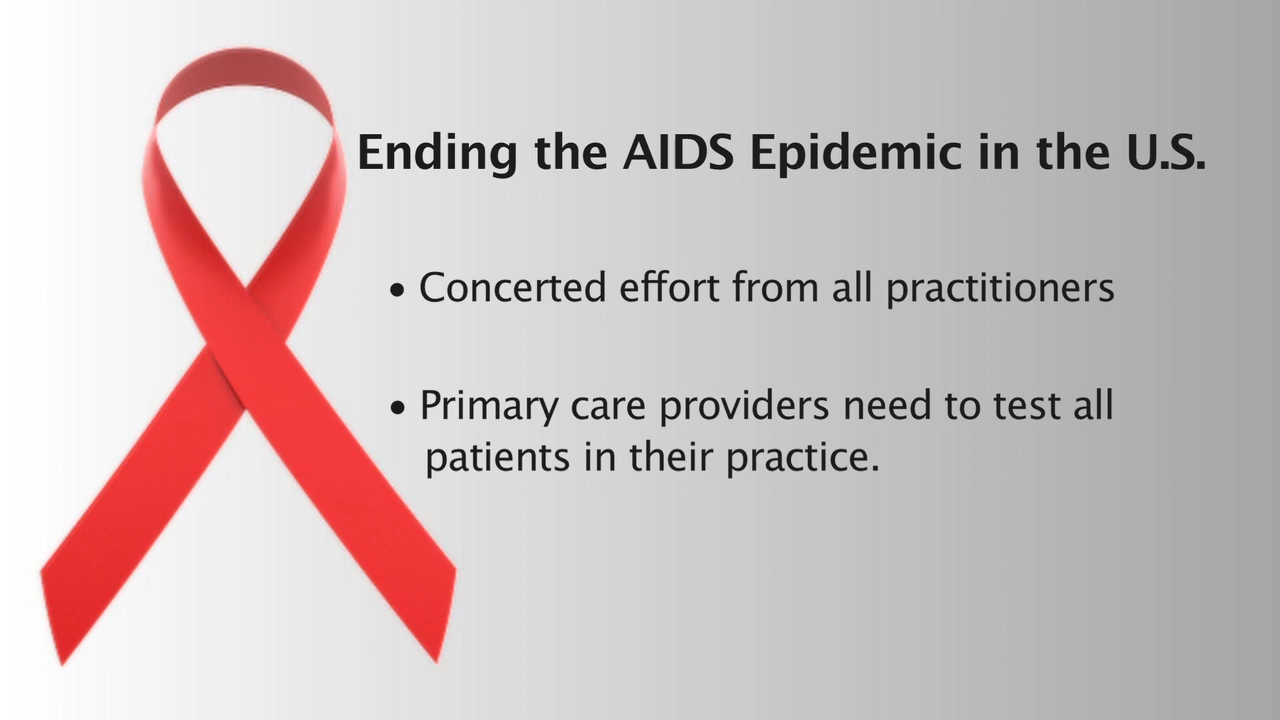 Ending the AIDS Epidemic in the U.S.
• Concerted effort from all practitioners
• Primary care providers need to test all
patients in their practice.